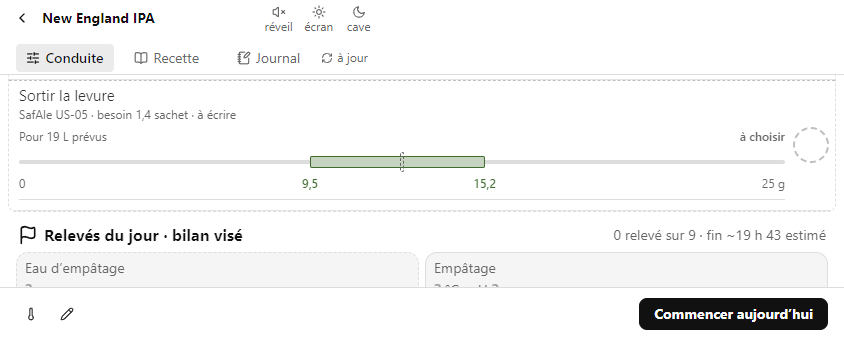 New England IPA
réveil
écran
cave
Conduite
Recette
Journal
à jour
Sortir la levure
SafAle US-05 · besoin 1,4 sachet · à écrire
Pour 19 L prévus
à choisir
0
9,5
15,2
25 g
Relevés du jour · bilan visé
0 relevé sur 9 · fin ~19 h 43 estimé
Eau d’empâtage
Empâtage
Commencer aujourd’hui